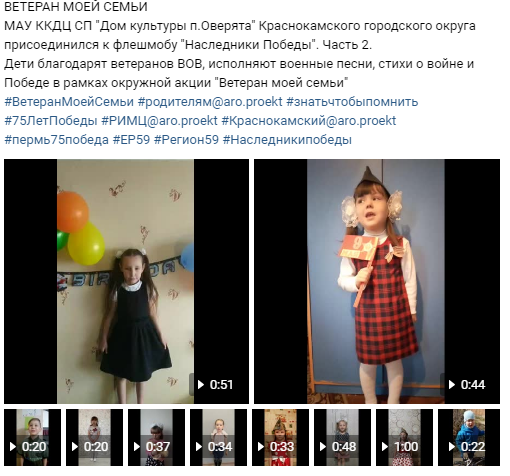 ВЕТЕРАН МОЕЙ СЕМЬИ
МАУ ККДЦ СП "Дом культуры п.Оверята" Краснокамского городского округа
присоединился к флешмобу "Наследники Победы". Часть 2.
Дети благодарят ветеранов ВОВ, исполняют военные песни, стихи о войне и
Победе в рамках окружной акции "Ветеран моей семьи"
#ВетеранМоейСемьи #родителям@aro.proekt #знатьчтобыпомнить
#75ЛетПобеды #РИМЦ@aro.proekt #Краснокамский@aro.proekt
#пермь75победа #ЕР59 #Регион59 #Наследникипобеды
BIRTHDAY
9
0:51
0:44
0:20
0:20
0:37
0:34
0:33
0:48
1:00
0:22